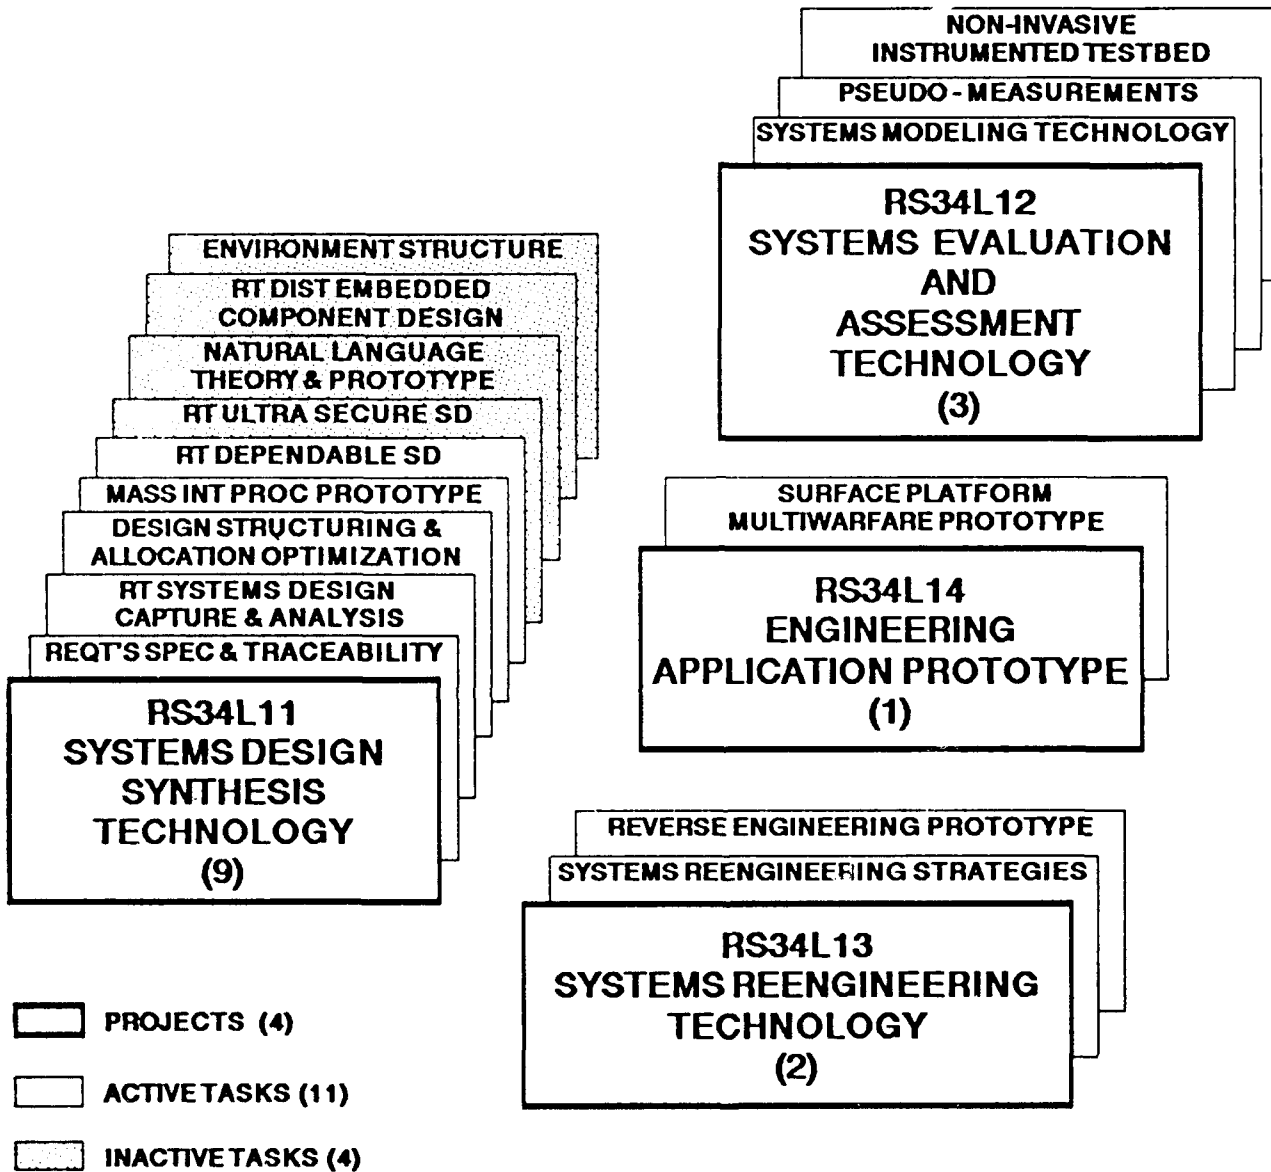 NON-INVASIVE
INSTRUMENTED TESTBED
PSEUDO - MEASUREMENTS
SYSTEMS MODELING TECHNOLOGY
RS34L12
SYSTEMS EVALUATION
AND
ASSESSMENT
TECHNOLOGY
(3)
ENVIRONMENT STRUCTURE
RT DIST EMBEDDED
COMPONENT DESIGN
NATURAL LANGUAGE
THEORY & PROTOTYPE
RT ULTRA SECURE SD
RT DEPENDABLE SD
MASS INT PROC PROTOTYPE
DESIGN STRUCTURING &
ALLOCATION OPTIMIZATION
RT SYSTEMS DESIGN
CAPTURE & ANALYSIS
REQT'S SPEC & TRACEABILITY
RS34L11
SYSTEMS DESIGN
SYNTHESIS
TECHNOLOGY
(9)
SURFACE PLATFORM
MULTIWARFARE PROTOTYPE
RS34L14
ENGINEERING
APPLICATION PROTOTYPE
(1)
REVERSE ENGINEERING PROTOTYPE
SYSTEMS REENGINEERING STRATEGIES
RS34L13
SYSTEMS REENGINEERING
TECHNOLOGY
(2)
PROJECTS (4)
ACTIVE TASKS (11)
INACTIVE TASKS (4)